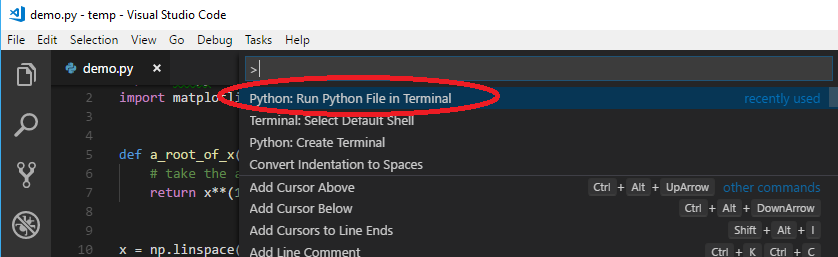 demo.py - temp - Visual Studio Code
File Edit Selection View Go Debug Tasks Help
demo.py ×
>
2 import matplotli
Python: Run Python File in Terminal recently used
3
Terminal: Select Default Shell
4
Python: Create Terminal
5 def a_root_of_x(
Convert Indentation to Spaces
6 # take the a
7 return x**(1
Add Cursor Above Ctrl + Alt + UpArrow other commands
8
Add Cursor Below Ctrl + Alt + DownArrow
9
Add Cursors to Line Ends Shift + Alt + I
10 x = np.linspace(
Add Line Comment Ctrl + K Ctrl + C